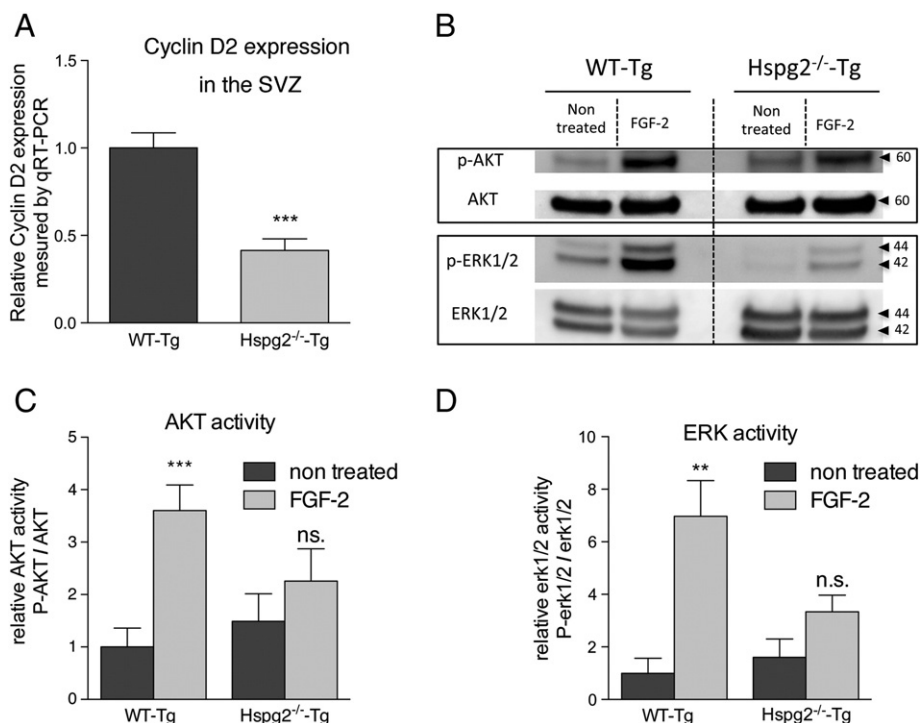 A
Cyclin D2 expression
in the SVZ
Relative Cyclin D2 expression
mesured by qRT-PCR
1.5
1.0
0.5
0.0
***
WT-Tg
Hspg2-/--Tg
B
WT-Tg
Hspg2-/--Tg
Non
treated
FGF-2
Non
treated
FGF-2
p-AKT
60
AKT
60
p-ERK1/2
44
42
ERK1/2
44
42
C
AKT activity
relative AKT activity
P-AKT / AKT
5
4
3
2
1
0
***
ns.
non treated
FGF-2
WT-Tg
Hspg2-/--Tg
D
ERK activity
relative erk1/2 activity
P-erk1/2 / erk1/2
10
8
6
4
2
0
**
n.s.
non treated
FGF-2
WT-Tg
Hspg2-/--Tg